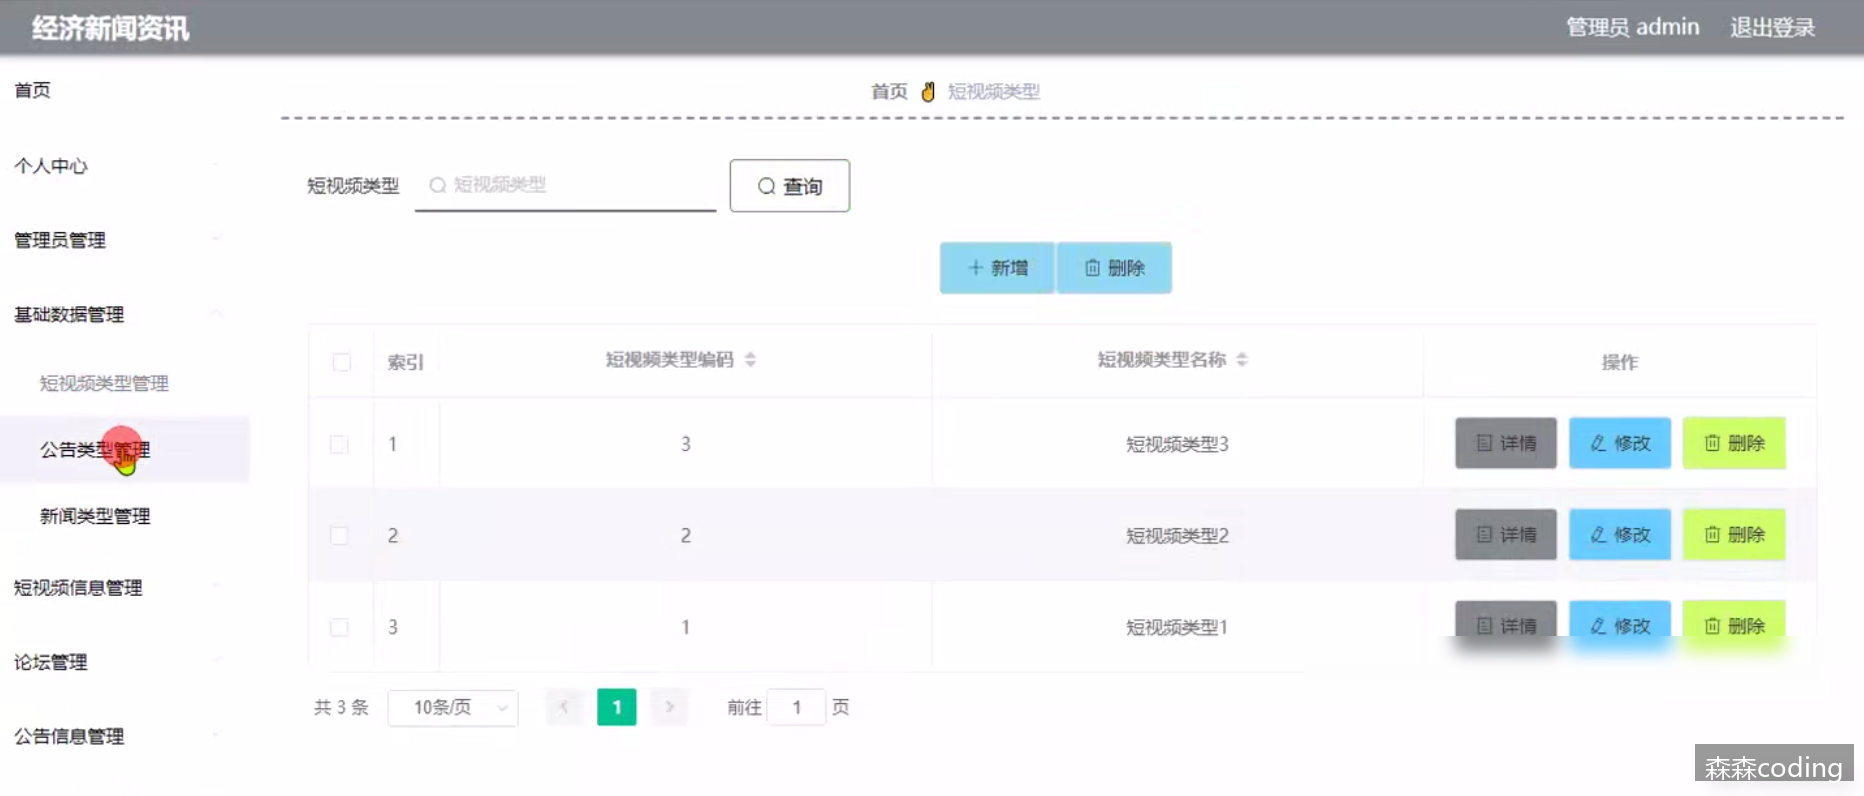 经济新闻资讯
管理员 admin 退出登录
首页
个人中心
管理员管理
基础数据管理
短视频类型管理
公告类型管理
新闻类型管理
短视频信息管理
论坛管理
公告信息管理
首页 短视频类型
短视频类型 短视频类型 查询
新增 删除
索引 短视频类型编码 短视频类型名称 操作
1 3 短视频类型3 详情 修改 删除
2 2 短视频类型2 详情 修改 删除
3 1 短视频类型1 详情 修改 删除
共 3 条 10条/页 1 前往 1 页
森森coding